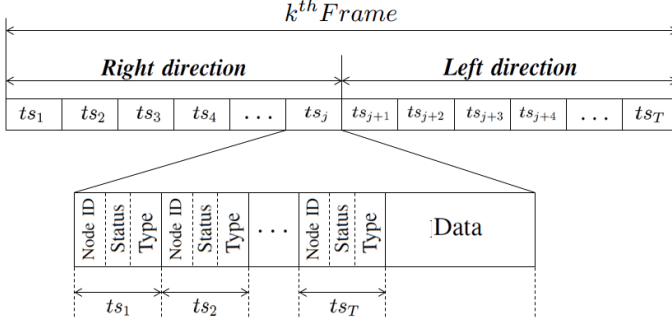 k^{th} Frame
Right direction Left direction
ts_1 ts_2 ts_3 ts_4 ... ts_j ts_{j+1} ts_{j+2} ts_{j+3} ts_{j+4} ... ts_T
Node ID Status Type Node ID Status Type ... Node ID Status Type Data
ts_1 ts_2 ts_T